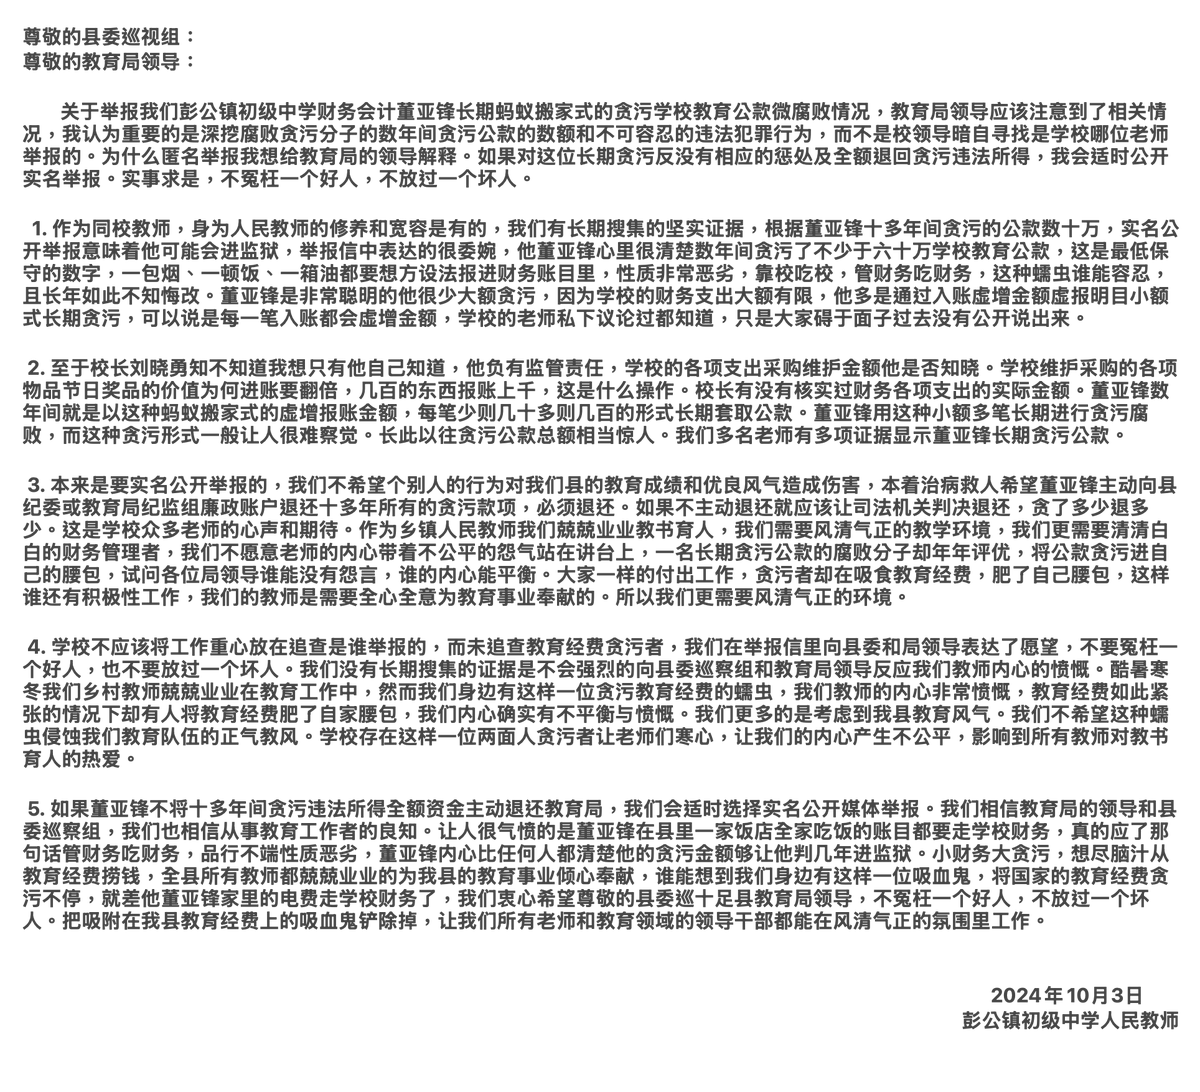 尊敬的县委巡视组：
尊敬的教育局领导：
关于举报我们彭公镇初级中学财务会计董亚锋长期蚂蚁搬家式的贪污学校教育公款微腐败情况，教育局领导应该注意到了相关情
况，我认为重要的是深挖腐败贪污分子的数年间贪污公款的数额和不可容忍的违法犯罪行为，而不是校领导暗自寻找是学校哪位老师
举报的。为什么匿名举报我想给教育局的领导解释。如果对这位长期贪污反没有相应的惩处及全额退回贪污违法所得，我会适时公开
实名举报。实事求是，不冤枉一个好人，不放过一个坏人。
1. 作为同校教师，身为人民教师的修养和宽容是有的，我们有长期搜集的坚实证据，根据董亚锋十多年间贪污的公款数十万，实名公
开举报意味着他可能会进监狱，举报信中表达的很委婉，他董亚锋心里很清楚数年间贪污了不少于六十万学校教育公款，这是最低保
守的数字，一包烟、一顿饭、一箱油都要想方设法报进财务账目里，性质非常恶劣，靠校吃校，管财务吃财务，这种蠕虫谁能容忍，
且长年如此不知悔改。董亚锋是非常聪明的他很少大额贪污，因为学校的财务支出大额有限，他多是通过入账虚增金额虚报明目小额
式长期贪污，可以说是每一笔入账都会虚增金额，学校的老师私下议论过都知道，只是大家碍于面子过去没有公开说出来。
2. 至于校长刘晓勇知不知道我想只有他自己知道，他负有监管责任，学校的各项支出采购维护金额他是否知晓。学校维护采购的各项
物品节日奖品的价值为何进账要翻倍，几百的东西报账上千，这是什么操作。校长有没有核实过财务各项支出的实际金额。董亚锋数
年间就是以这种蚂蚁搬家式的虚增报账金额，每笔少则几十多则几百的形式长期套取公款。董亚锋用这种小额多笔长期进行贪污腐
败，而这种贪污形式一般让人很难察觉。长此以往贪污公款总额相当惊人。我们多名老师有多项证据显示董亚锋长期贪污公款。
3. 本来是要实名公开举报的，我们不希望个别人的行为对我们县的教育成绩和优良风气造成伤害，本着治病救人希望董亚锋主动向县
纪委或教育局纪监组廉政账户退还十多年所有的贪污款项，必须退还。如果不主动退还就应该让司法机关判决退还，贪了多少退多
少。这是学校众多老师的心声和期待。作为乡镇人民教师我们兢兢业业教书育人，我们需要风清气正的教学环境，我们更需要清清白
白的财务管理者，我们不愿意老师的内心带着不公平的怨气站在讲台上，一名长期贪污公款的腐败分子却年年评优，将公款贪污进自
己的腰包，试问各位局领导谁能没有怨言，谁的内心能平衡。大家一样的付出工作，贪污者却在吸食教育经费，肥了自己腰包，这样
谁还有积极性工作，我们的教师是需要全心全意为教育事业奉献的。所以我们更需要风清气正的环境。
4. 学校不应该将工作重心放在追查是谁举报的，而未追查教育经费贪污者，我们在举报信里向县委和局领导表达了愿望，不要冤枉一
个好人，也不要放过一个坏人。我们没有长期搜集的证据是不会强烈的向县委巡察组和教育局领导反应我们教师内心的愤慨。酷暑寒
冬我们乡村教师兢兢业业在教育工作中，然而我们身边有这样一位贪污教育经费的蠕虫，我们教师的内心非常愤慨，教育经费如此紧
张的情况下却有人将教育经费肥了自家腰包，我们内心确实有不平衡与愤慨。我们更多的是考虑到我县教育风气。我们不希望这种蠕
虫侵蚀我们教育队伍的正气教风。学校存在这样一位两面人贪污者让老师们寒心，让我们的内心产生不公平，影响到所有教师对教书
育人的热爱。
5. 如果董亚锋不将十多年间贪污违法所得全额资金主动退还教育局，我们会适时选择实名公开媒体举报。我们相信教育局的领导和县
委巡察组，我们也相信从事教育工作者的良知。让人很气愤的是董亚锋在县里一家饭店全家吃饭的账目都要走学校财务，真的应了那
句话管财务吃财务，品行不端性质恶劣，董亚锋内心比任何人都清楚他的贪污金额够让他判几年进监狱。小财务大贪污，想尽脑汁从
教育经费捞钱，全县所有教师都兢兢业业的为我县的教育事业倾心奉献，谁能想到我们身边有这样一位吸血鬼，将国家的教育经费贪
污不停，就差他董亚锋家里的电费走学校财务了，我们衷心希望尊敬的县委巡十足县教育局领导，不冤枉一个好人，不放过一个坏
人。把吸附在我县教育经费上的吸血鬼铲除掉，让我们所有老师和教育领域的领导干部都能在风清气正的氛围里工作。
2024年10月3日
彭公镇初级中学人民教师